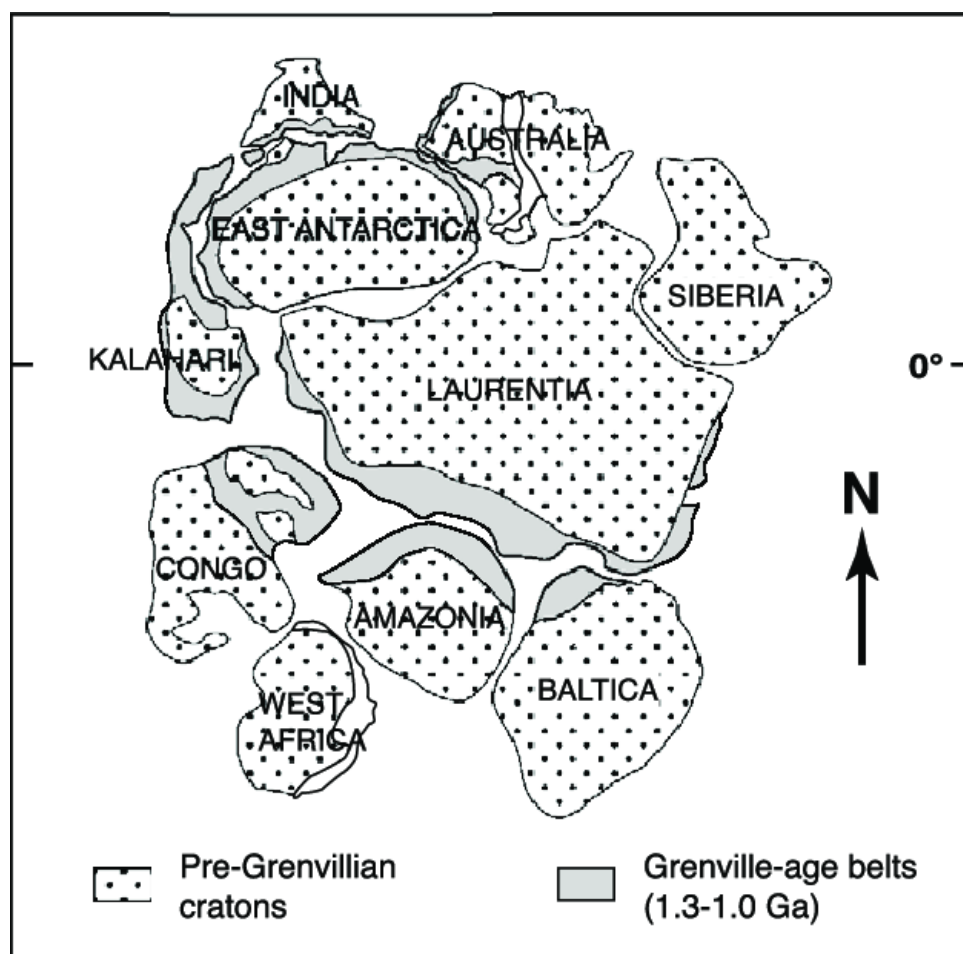 INDIA
AUSTRALIA
EAST ANTARCTICA
SIBERIA
KALAHARI
0°
LAURENTIA
N
CONGO
AMAZONIA
BALTICA
WEST
AFRICA
Pre-Grenvillian
cratons
Grenville-age belts
(1.3-1.0 Ga)